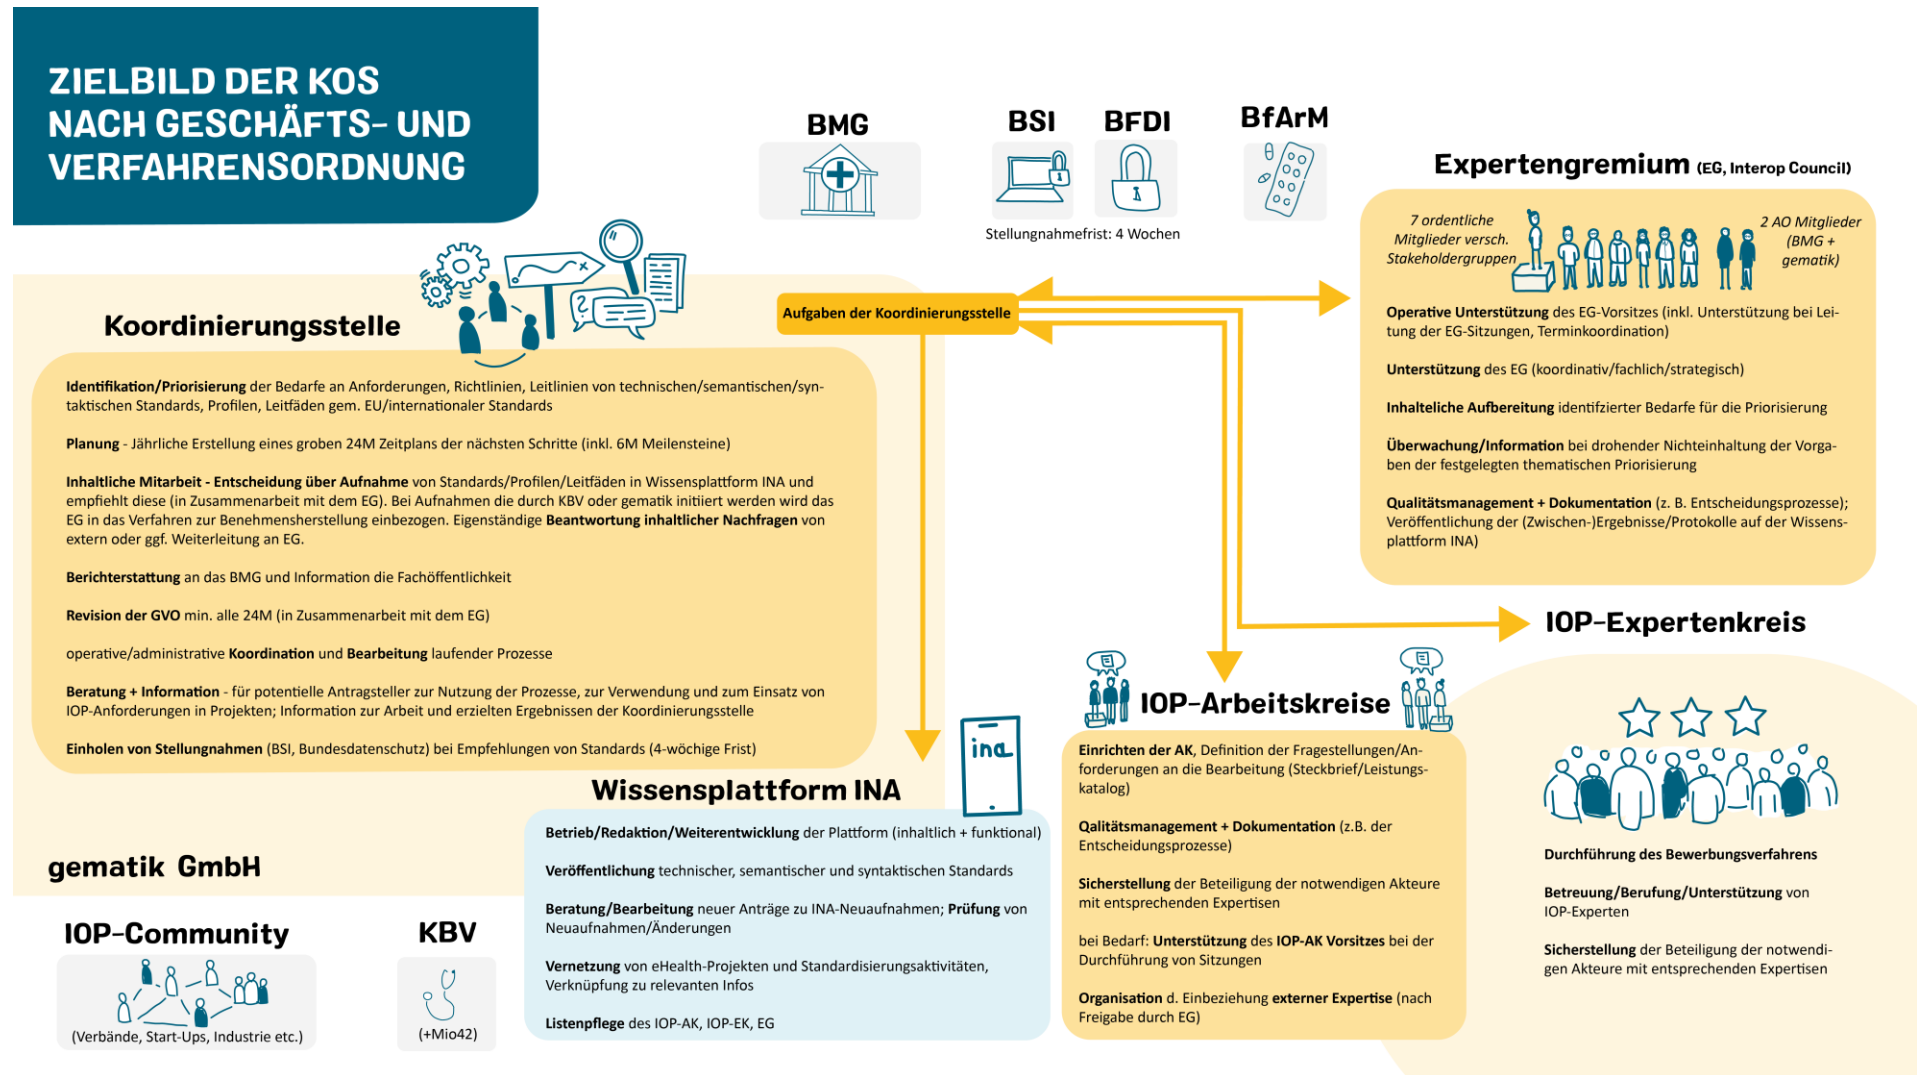 ZIELBILD DER KOS
NACH GESCHÄFTS- UND
VERFAHRENSORDNUNG
BMG
BSI
BFDI
BfArM
Stellungnahmefrist: 4 Wochen
Expertengremium (EG, Interop Council)
7 ordentliche
Mitglieder versch.
Stakeholdergruppen
2 AO Mitglieder
(BMG +
gematik)
Operative Unterstützung des EG-Vorsitzes (inkl. Unterstützung bei Lei-
tung der EG-Sitzungen, Terminkoordination)
Unterstützung des EG (koordinativ/fachlich/strategisch)
Inhalteliche Aufbereitung identifzierter Bedarfe für die Priorisierung
Überwachung/Information bei drohender Nichteinhaltung der Vorga-
ben der festgelegten thematischen Priorisierung
Qualitätsmanagement + Dokumentation (z. B. Entscheidungsprozesse);
Veröffentlichung der (Zwischen-)Ergebnisse/Protokolle auf der Wissens-
plattform INA)
Aufgaben der Koordinierungsstelle
Koordinierungsstelle
Identifikation/Priorisierung der Bedarfe an Anforderungen, Richtlinien, Leitlinien von technischen/semantischen/syn-
taktischen Standards, Profilen, Leitfäden gem. EU/internationaler Standards
Planung - Jährliche Erstellung eines groben 24M Zeitplans der nächsten Schritte (inkl. 6M Meilensteine)
Inhaltliche Mitarbeit - Entscheidung über Aufnahme von Standards/Profilen/Leitfäden in Wissensplattform INA und
empfiehlt diese (in Zusammenarbeit mit dem EG). Bei Aufnahmen die durch KBV oder gematik initiiert werden wird das
EG in das Verfahren zur Benehmensherstellung einbezogen. Eigenständige Beantwortung inhaltlicher Nachfragen von
extern oder ggf. Weiterleitung an EG.
Berichterstattung an das BMG und Information die Fachöffentlichkeit
Revision der GVO min. alle 24M (in Zusammenarbeit mit dem EG)
operative/administrative Koordination und Bearbeitung laufender Prozesse
Beratung + Information - für potentielle Antragsteller zur Nutzung der Prozesse, zur Verwendung und zum Einsatz von
IOP-Anforderungen in Projekten; Information zur Arbeit und erzielten Ergebnissen der Koordinierungsstelle
Einholen von Stellungnahmen (BSI, Bundesdatenschutz) bei Empfehlungen von Standards (4-wöchige Frist)
gematik GmbH
IOP-Community
(Verbände, Start-Ups, Industrie etc.)
KBV
(+Mio42)
ina
Wissensplattform INA
Betrieb/Redaktion/Weiterentwicklung der Plattform (inhaltlich + funktional)
Veröffentlichung technischer, semantischer und syntaktischen Standards
Beratung/Bearbeitung neuer Anträge zu INA-Neuaufnahmen; Prüfung von
Neuaufnahmen/Änderungen
Vernetzung von eHealth-Projekten und Standardisierungsaktivitäten,
Verknüpfung zu relevanten Infos
Listenpflege des IOP-AK, IOP-EK, EG
IOP-Arbeitskreise
Einrichten der AK, Definition der Fragestellungen/An-
forderungen an die Bearbeitung (Steckbrief/Leistungs-
katalog)
Qalitätsmanagement + Dokumentation (z.B. der
Entscheidungsprozesse)
Sicherstellung der Beteiligung der notwendigen Akteure
mit entsprechenden Expertisen
bei Bedarf: Unterstützung des IOP-AK Vorsitzes bei der
Durchführung von Sitzungen
Organisation d. Einbeziehung externer Expertise (nach
Freigabe durch EG)
IOP-Expertenkreis
Durchführung des Bewerbungsverfahrens
Betreuung/Berufung/Unterstützung von
IOP-Experten
Sicherstellung der Beteiligung der notwendi-
gen Akteure mit entsprechenden Expertisen